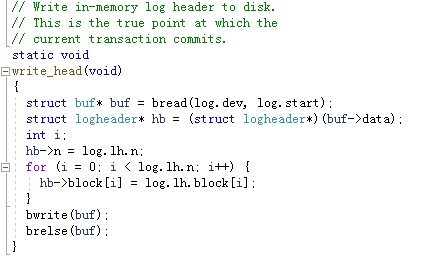 // Write in-memory log header to disk.
// This is the true point at which the
// current transaction commits.
static void
write_head(void)
{
  struct buf* buf = bread(log.dev, log.start);
  struct logheader* hb = (struct logheader*)(buf->data);
  int i;
  hb->n = log.lh.n;
  for (i = 0; i < log.lh.n; i++) {
    hb->block[i] = log.lh.block[i];
  }
  bwrite(buf);
  brelse(buf);
}